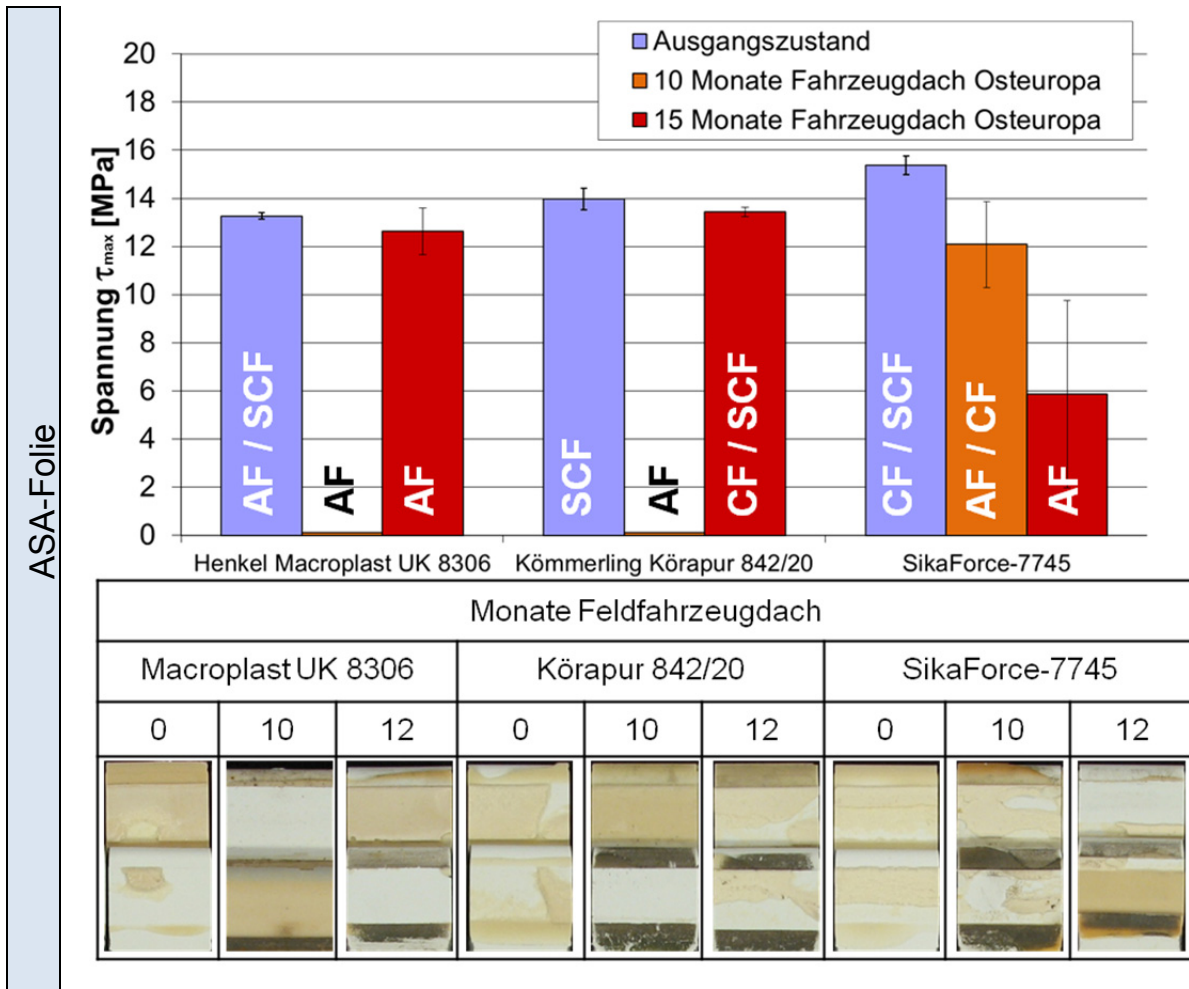 ASA-Folie
Spannung τmax [MPa]
20
18
16
14
12
10
8
6
4
2
0
Ausgangszustand
10 Monate Fahrzeugdach Osteuropa
15 Monate Fahrzeugdach Osteuropa
AF / SCF
AF
AF
SCF
AF
CF / SCF
CF / SCF
AF / CF
AF
Henkel Macroplast UK 8306 Kömmerling Körapur 842/20 SikaForce-7745
Monate Feldfahrzeugdach
Macroplast UK 8306 Körapur 842/20 SikaForce-7745
0 10 12 0 10 12 0 10 12